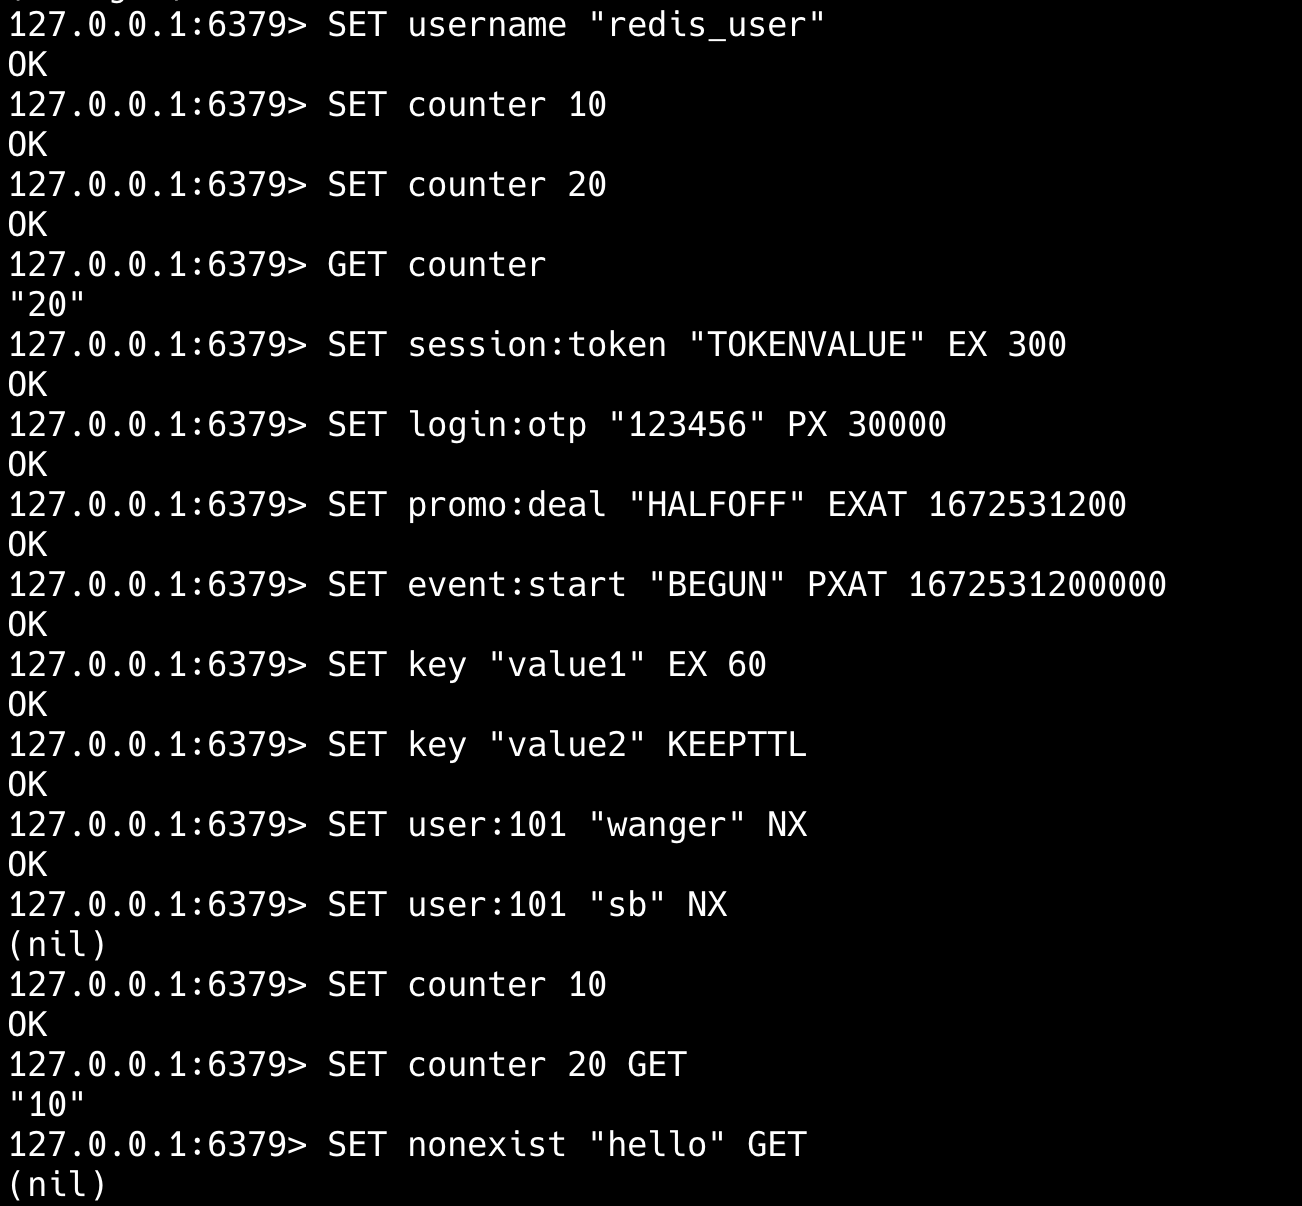 127.0.0.1:6379> SET username "redis_user"
OK
127.0.0.1:6379> SET counter 10
OK
127.0.0.1:6379> SET counter 20
OK
127.0.0.1:6379> GET counter
"20"
127.0.0.1:6379> SET session:token "TOKENVALUE" EX 300
OK
127.0.0.1:6379> SET login:otp "123456" PX 30000
OK
127.0.0.1:6379> SET promo:deal "HALFOFF" EXAT 1672531200
OK
127.0.0.1:6379> SET event:start "BEGUN" PXAT 1672531200000
OK
127.0.0.1:6379> SET key "value1" EX 60
OK
127.0.0.1:6379> SET key "value2" KEEPTTL
OK
127.0.0.1:6379> SET user:101 "wanger" NX
OK
127.0.0.1:6379> SET user:101 "sb" NX
(nil)
127.0.0.1:6379> SET counter 10
OK
127.0.0.1:6379> SET counter 20 GET
"10"
127.0.0.1:6379> SET nonexist "hello" GET
(nil)